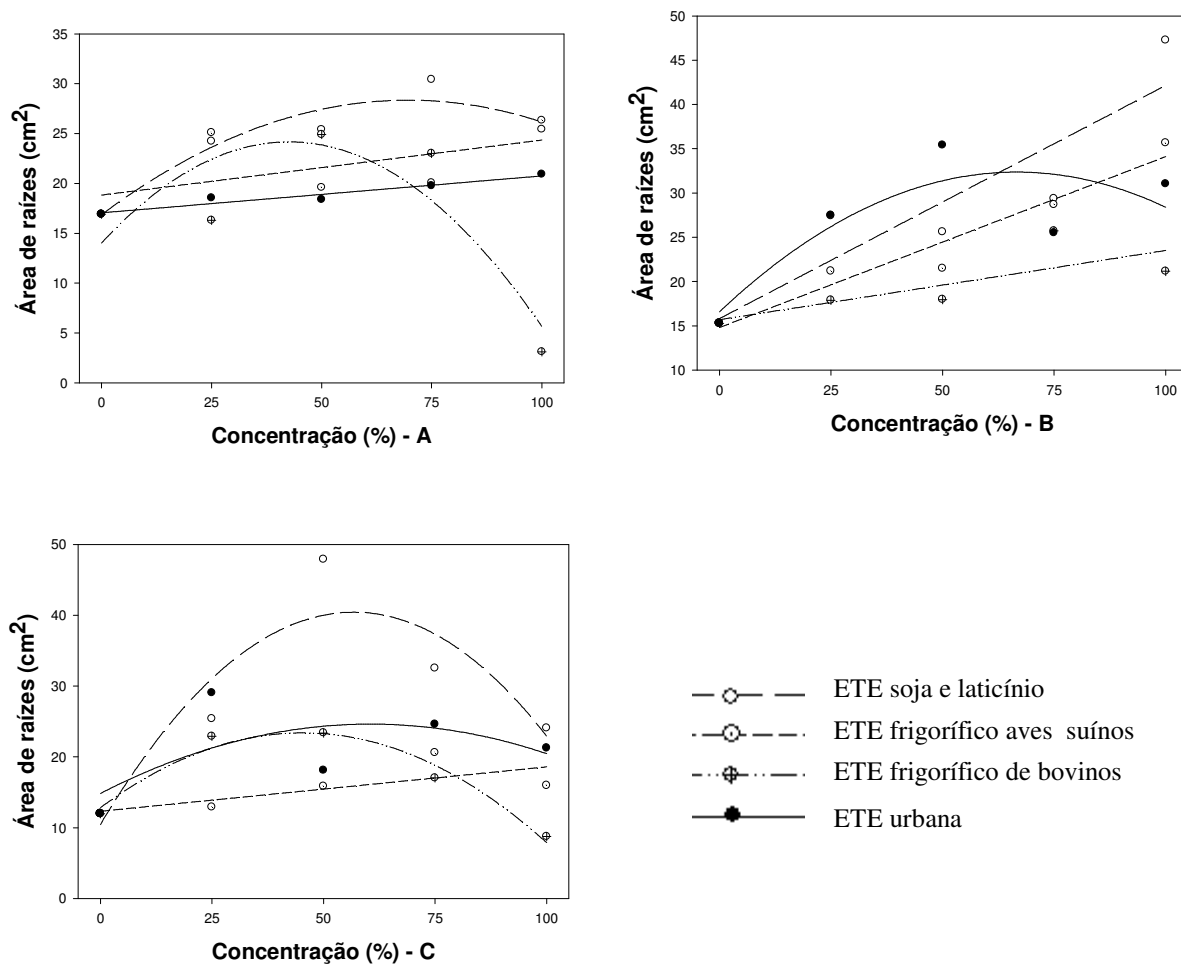 35
30
25
20
15
10
5
0
Área de raízes (cm²)
0 25 50 75 100
Concentração (%) - A
50
45
40
35
30
25
20
15
10
Área de raízes (cm²)
0 25 50 75 100
Concentração (%) - B
50
40
30
20
10
0
Área de raízes (cm²)
0 25 50 75 100
Concentração (%) - C
ETE soja e laticínio
ETE frigorífico aves suínos
ETE frigorífico de bovinos
ETE urbana